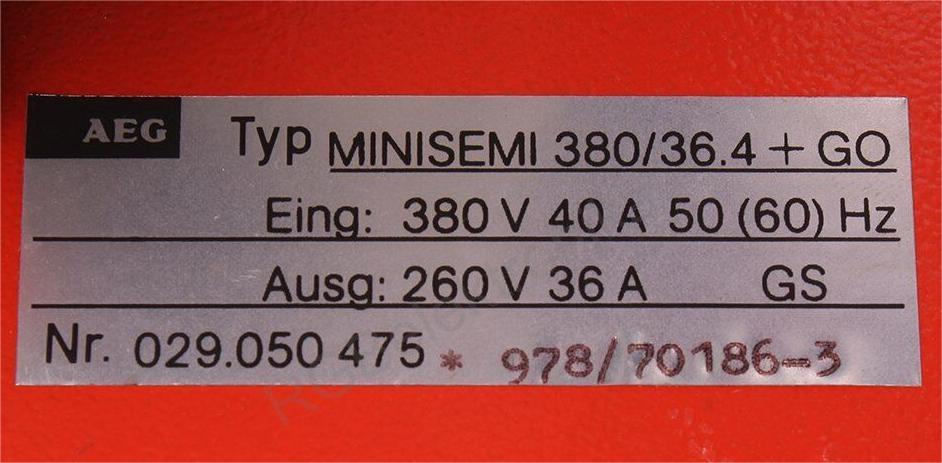 AEG Typ MINISEMI 380/36.4 + GO
Eing: 380 V 40 A 50 (60) Hz
Ausg: 260 V 36 A GS
Nr. 029.050 475 * 978/70186-3